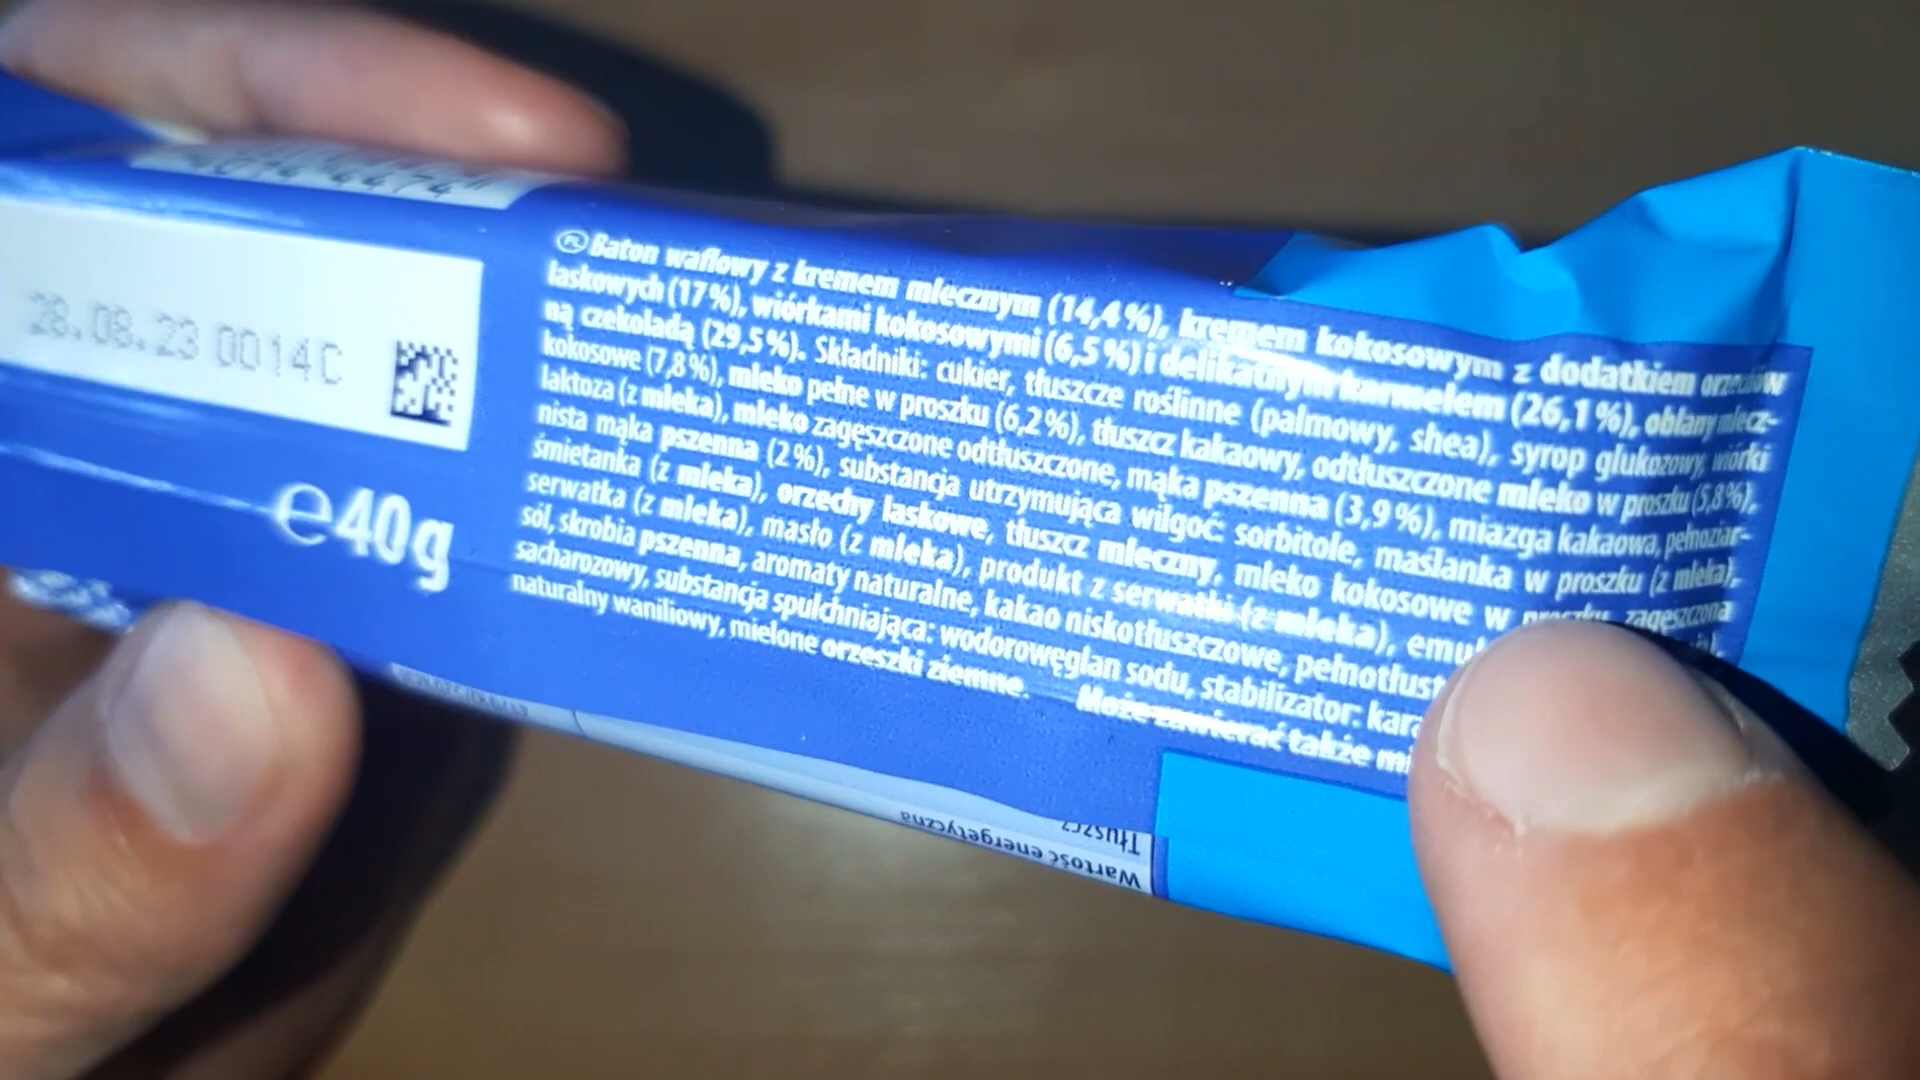 28.08.23 0014C
e40g
PL Baton waflowy z kremem mlecznym (14,4%), kremem kokosowym z dodatkiem orzechów
laskowych (17%), wiórkami kokosowymi (6,5%) i delikatnym karmelem (26,1%), oblany mlecz-
ną czekoladą (29,5%). Składniki: cukier, tłuszcze roślinne (palmowy, shea), syrop glukozowy, wiórki
kokosowe (7,8%), mleko pełne w proszku (6,2%), tłuszcz kakaowy, odtłuszczone mleko w proszku (5,8%),
laktoza (z mleka), mleko zagęszczone odtłuszczone, mąka pszenna (3,9%), miazga kakaowa, pełnoziar-
nista mąka pszenna (2%), substancja utrzymująca wilgoć: sorbitole, maślanka w proszku (z mleka),
śmietanka (z mleka), orzechy laskowe, tłuszcz mleczny, mleko kokosowe w proszku, zagęszczona
serwatka (z mleka), masło (z mleka), produkt z serwatki (z mleka),
sól, skrobia pszenna, aromaty naturalne, kakao niskotłuszczowe,
sacharozowy, substancja spulchniająca: wodorowęglan sodu, stabilizator:
naturalny waniliowy, mielone orzeszki ziemne. Może zawierać także
Tłuszcz
Wartość energetyczna